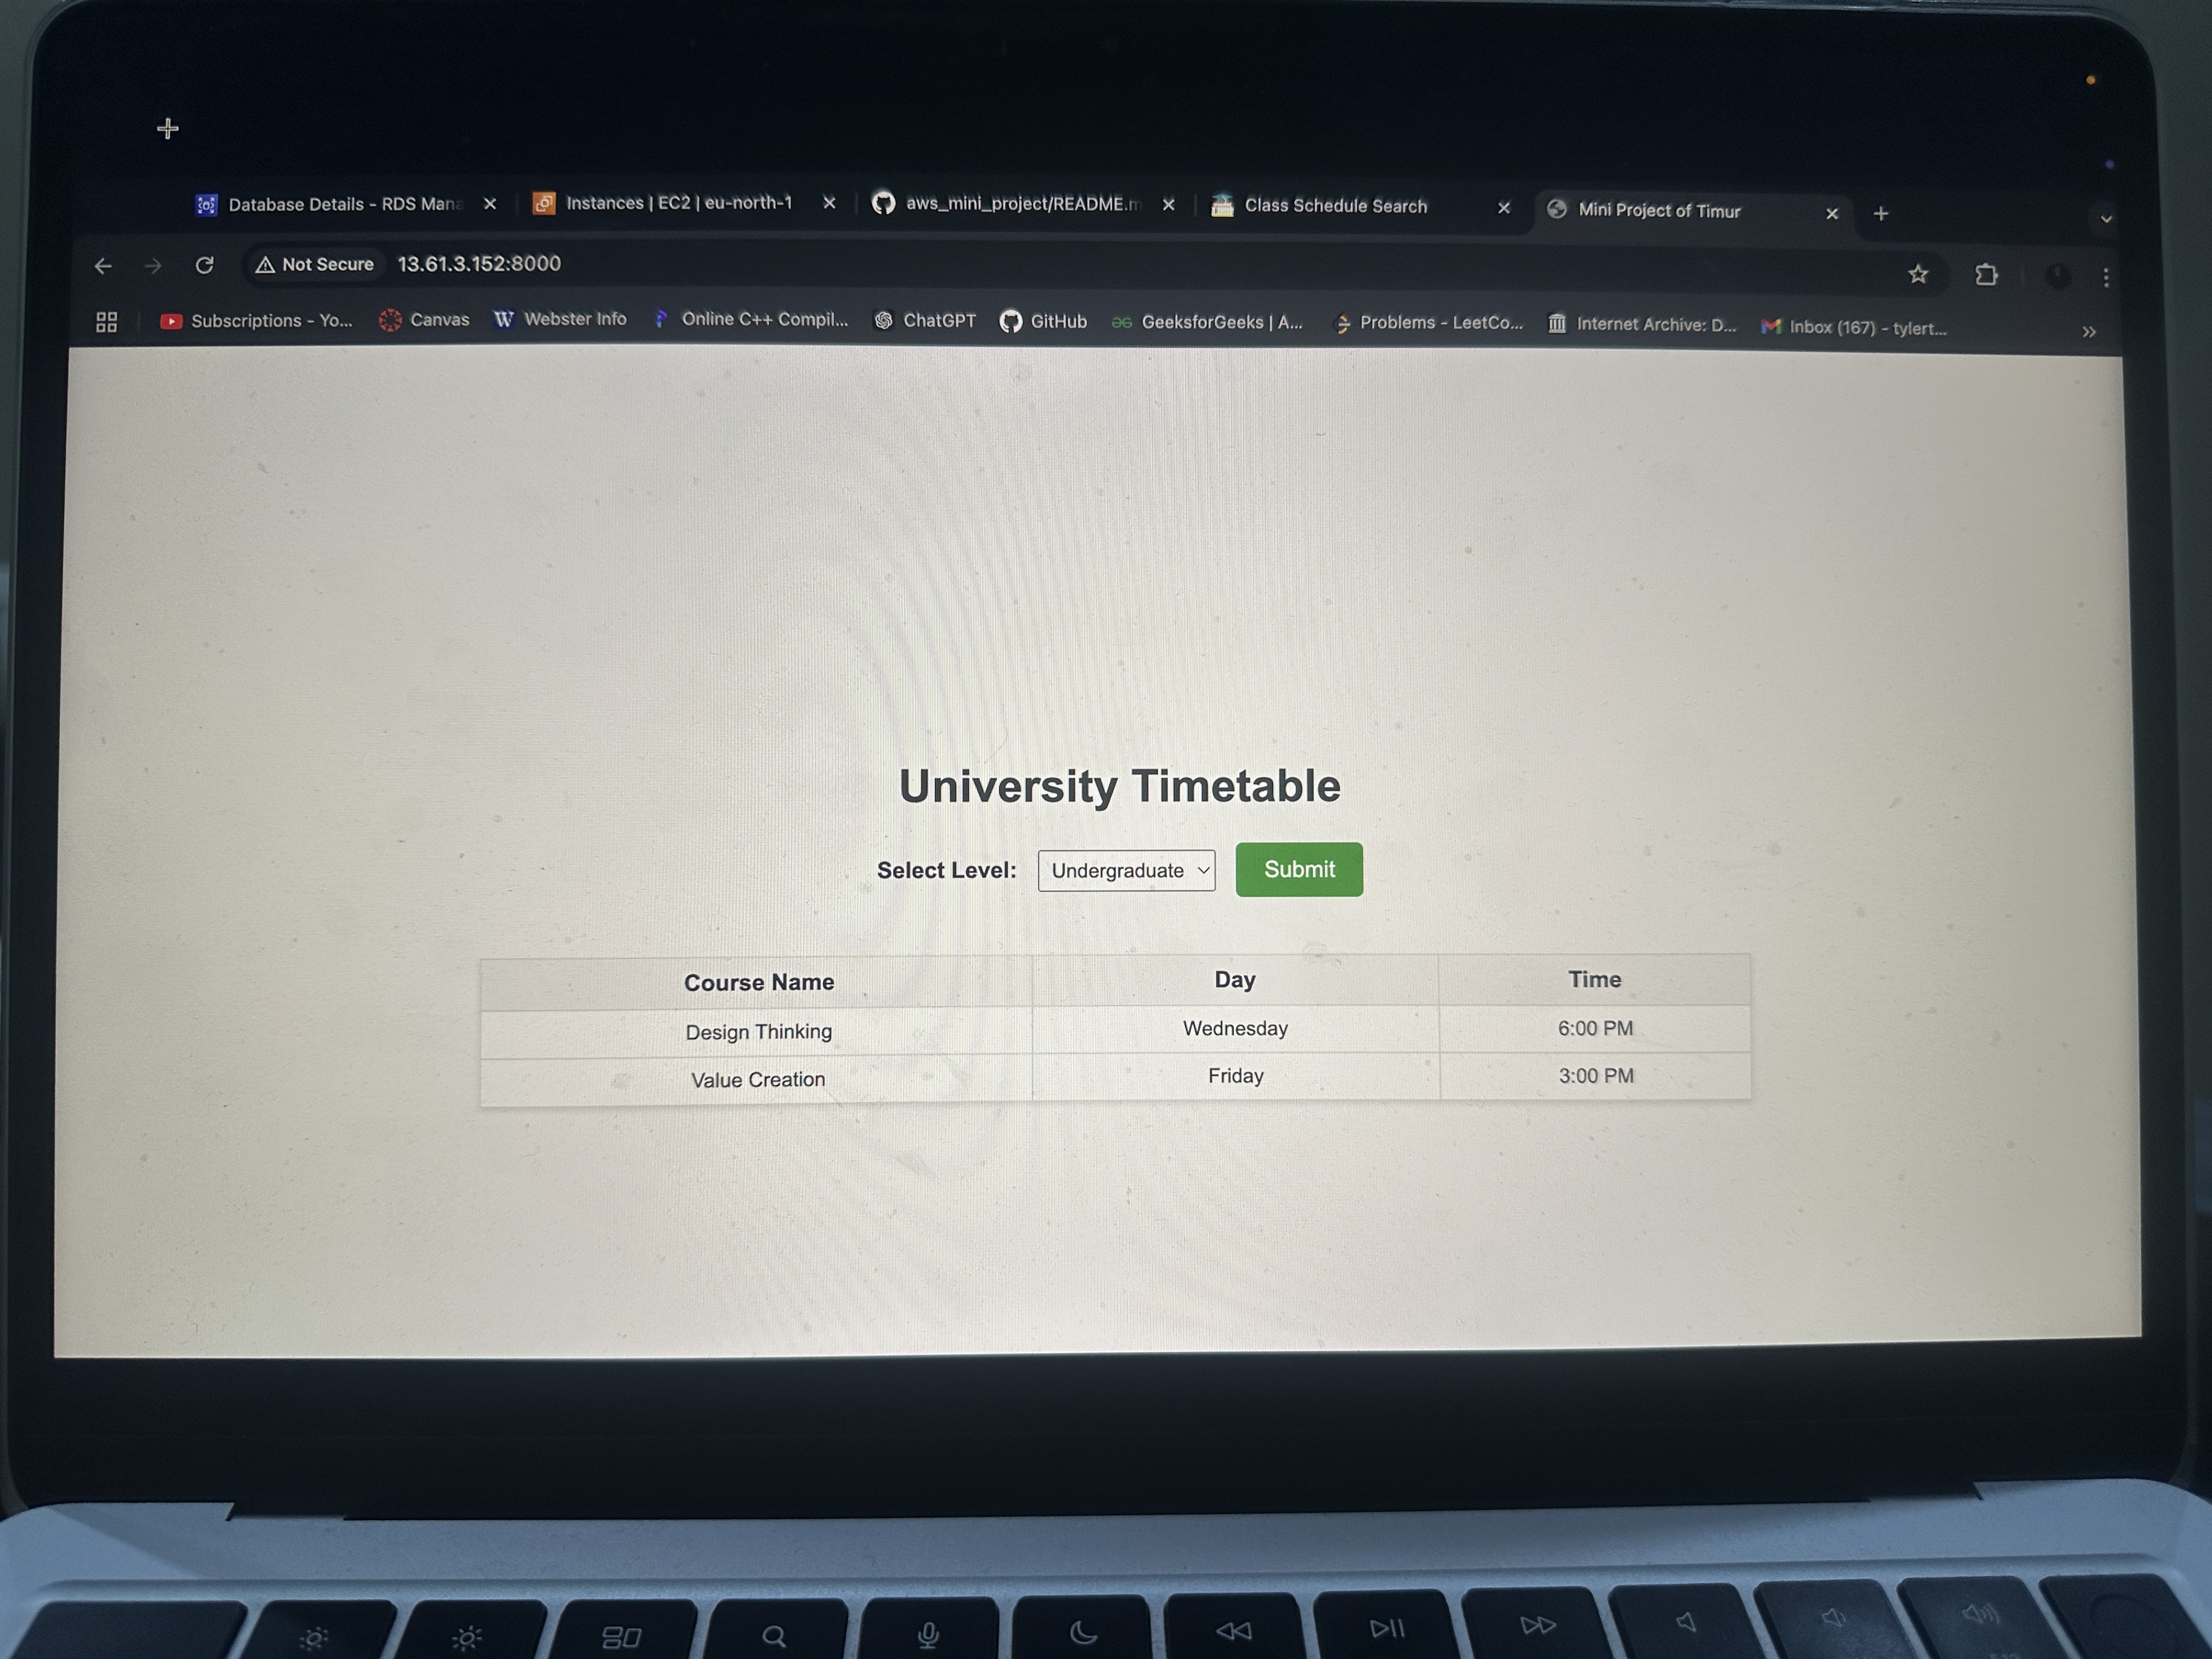 Database Details - RDS Mana
Instances | EC2 | eu-north-1
aws_mini_project/README.m
Class Schedule Search
Mini Project of Timur
Not Secure 13.61.3.152:8000
Subscriptions - Yo... Canvas Webster Info Online C++ Compil... ChatGPT GitHub GeeksforGeeks | A... Problems - LeetCo... Internet Archive: D... Inbox (167) - tylert...
University Timetable
Select Level: Undergraduate Submit
Course Name Day Time
Design Thinking Wednesday 6:00 PM
Value Creation Friday 3:00 PM